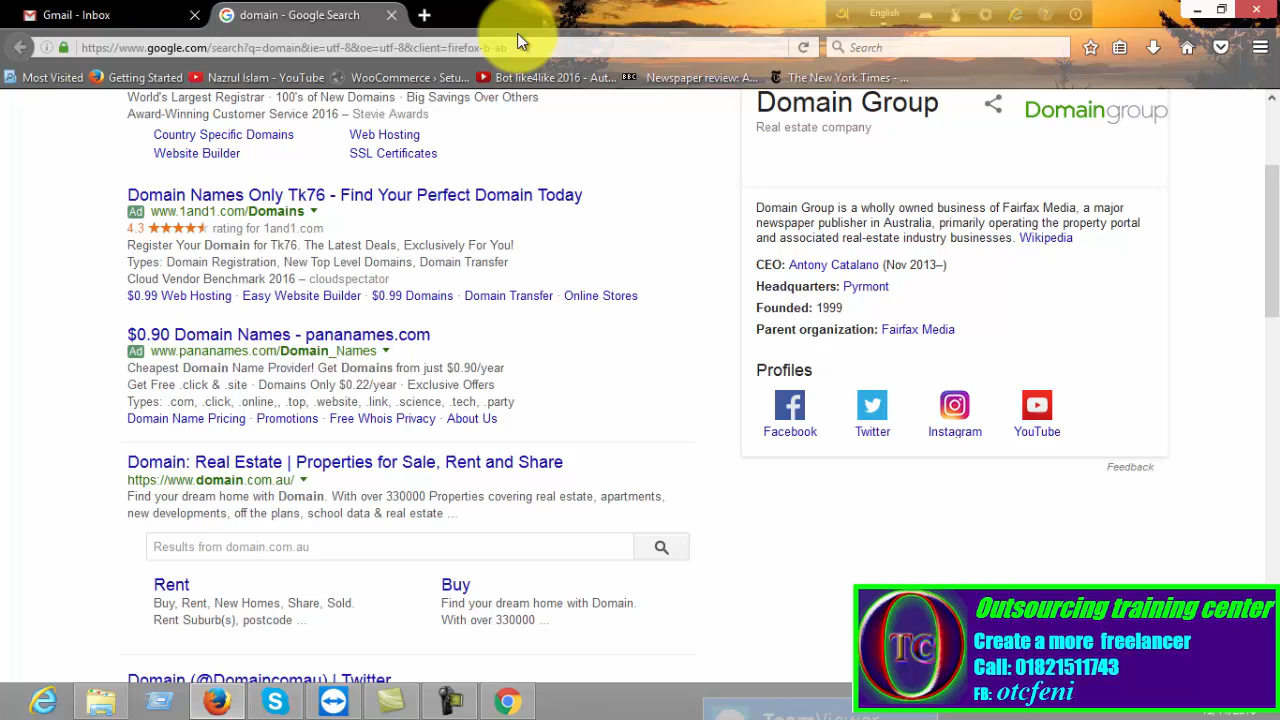 Gmail - Inbox
domain - Google Search
English
https://www.google.com/search?q=domain&ie=utf-8&oe=utf-8&client=firefox-b-ab
Search
Most Visited
Getting Started
Nazrul Islam - YouTube
WooCommerce - Setu...
Bot like4like 2016 - Aut...
BBC
Newspaper review: A...
The New York Times - ...
World's Largest Registrar · 100's of New Domains · Big Savings Over Others
Award-Winning Customer Service 2016 – Stevie Awards
Country Specific Domains
Web Hosting
Website Builder
SSL Certificates
Domain Names Only Tk76 - Find Your Perfect Domain Today
Ad www.1and1.com/Domains
4.3 rating for 1and1.com
Register Your Domain for Tk76. The Latest Deals, Exclusively For You!
Types: Domain Registration, New Top Level Domains, Domain Transfer
Cloud Vendor Benchmark 2016 – cloudspectator
$0.99 Web Hosting · Easy Website Builder · $0.99 Domains · Domain Transfer · Online Stores
$0.90 Domain Names - pananames.com
Ad www.pananames.com/Domain_Names
Cheapest Domain Name Provider! Get Domains from just $0.90/year
Get Free .click & .site · Domains Only $0.22/year · Exclusive Offers
Types: .com, .click, .online,, .top, .website, .link, .science, .tech, .party
Domain Name Pricing · Promotions · Free Whois Privacy · About Us
Domain: Real Estate | Properties for Sale, Rent and Share
https://www.domain.com.au/
Find your dream home with Domain. With over 330000 Properties covering real estate, apartments,
new developments, off the plans, school data & real estate ...
Results from domain.com.au
Rent
Buy, Rent, New Homes, Share, Sold.
Rent Suburb(s), postcode ...
Buy
Find your dream home with Domain.
With over 330000 ...
Domain (@Domaincomau) | Twitter
Domain Group
Real estate company
Domaingroup
Domain Group is a wholly owned business of Fairfax Media, a major
newspaper publisher in Australia, primarily operating the property portal
and associated real-estate industry businesses. Wikipedia
CEO: Antony Catalano (Nov 2013–)
Headquarters: Pyrmont
Founded: 1999
Parent organization: Fairfax Media
Profiles
Facebook
Twitter
Instagram
YouTube
Feedback
OTC
Outsourcing training center
Create a more freelancer
Call: 01821511743
FB: otcfeni
TeamViewer